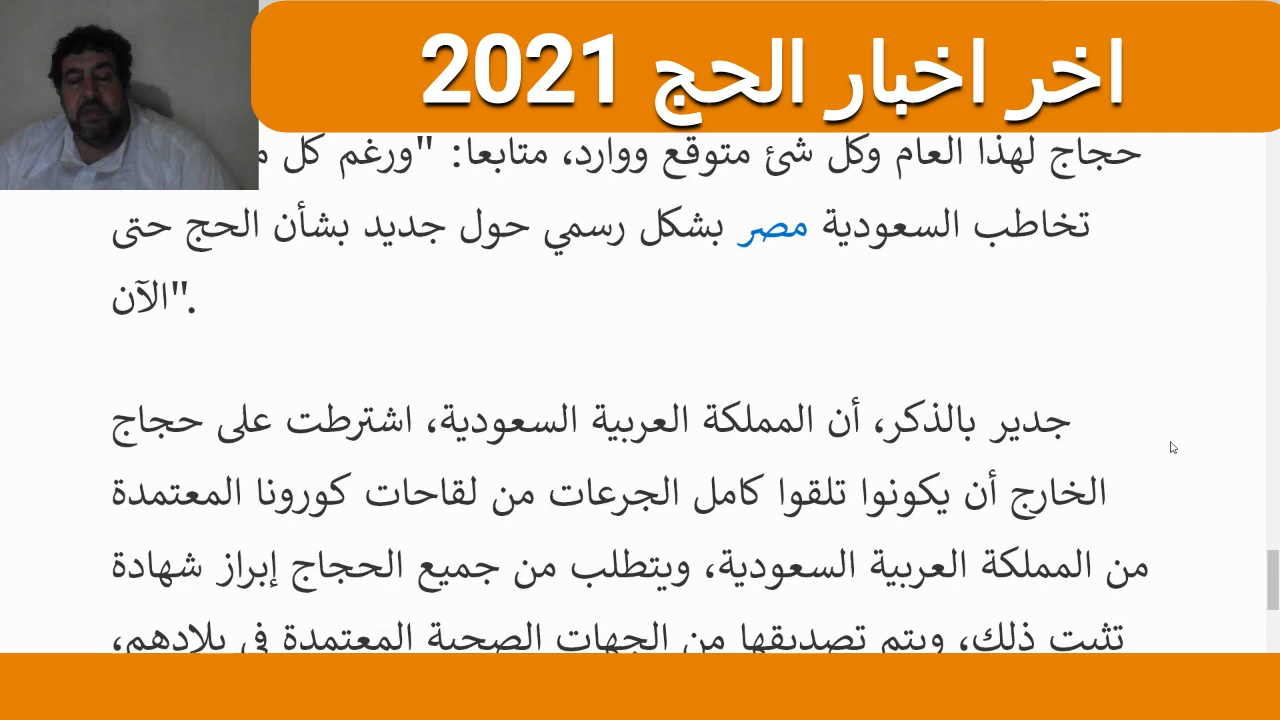 اخر اخبار الحج 2021
حجاج لهذا العام وكل شئ متوقع ووارد، متابعا: "ورغم كل
تخاطب السعودية مصر بشكل رسمي حول جديد بشأن الحج حتى
الآن".
جدير بالذكر، أن المملكة العربية السعودية، اشترطت على حجاج
الخارج أن يكونوا تلقوا كامل الجرعات من لقاحات كورونا المعتمدة
من المملكة العربية السعودية، ويتطلب من جميع الحجاج إبراز شهادة
تثبت ذلك، ويتم تصديقها من الجهات الصحية المعتمدة في بلادهم،